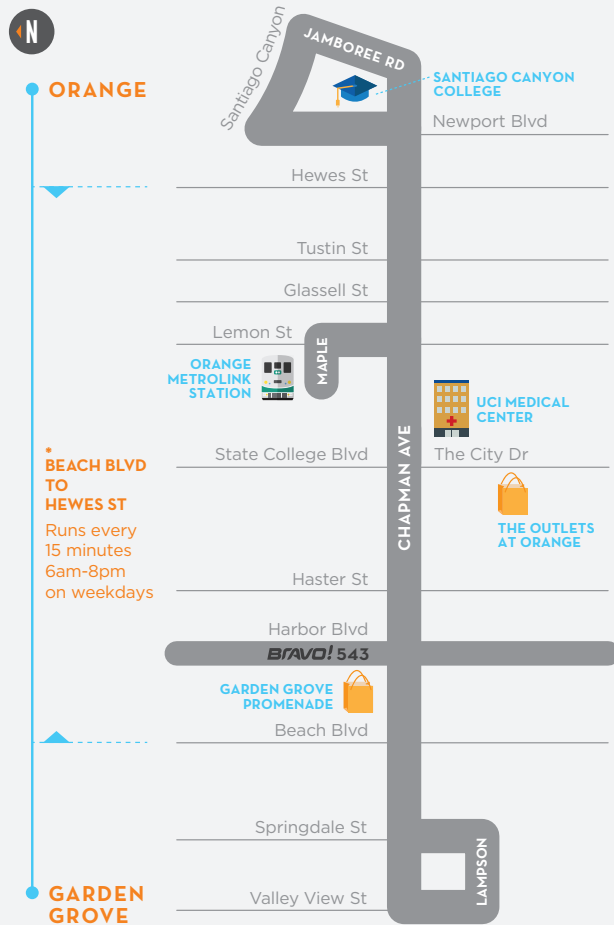 N
ORANGE
Santiago Canyon
JAMBOREE RD
SANTIAGO CANYON
COLLEGE
Newport Blvd
Hewes St
Tustin St
Glassell St
Lemon St
MAPLE
ORANGE
METROLINK
STATION
UCI MEDICAL
CENTER
CHAPMAN AVE
State College Blvd
The City Dr
*
BEACH BLVD
TO
HEWES ST
Runs every
15 minutes
6am-8pm
on weekdays
THE OUTLETS
AT ORANGE
Haster St
Harbor Blvd
BRAVO! 543
GARDEN GROVE
PROMENADE
Beach Blvd
Springdale St
LAMPSON
Valley View St
GARDEN
GROVE